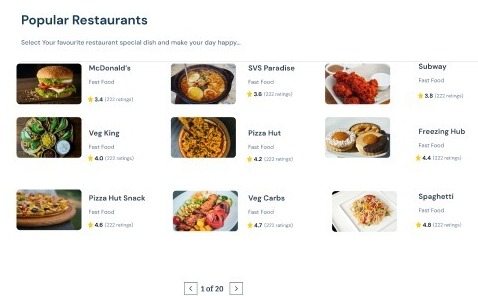 Popular Restaurants
Select Your favourite restaurant special dish and make your day happy...
McDonald's
Fast Food
3.4 (222 ratings)
SVS Paradise
Fast Food
3.6 (222 ratings)
Subway
Fast Food
3.8 (222 ratings)
Veg King
Fast Food
4.0 (222 ratings)
Pizza Hut
Fast Food
4.2 (222 ratings)
Freezing Hub
Fast Food
4.4 (222 ratings)
Pizza Hut Snack
Fast Food
4.6 (222 ratings)
Veg Carbs
Fast Food
4.7 (222 ratings)
Spaghetti
Fast Food
4.8 (222 ratings)
1 of 20